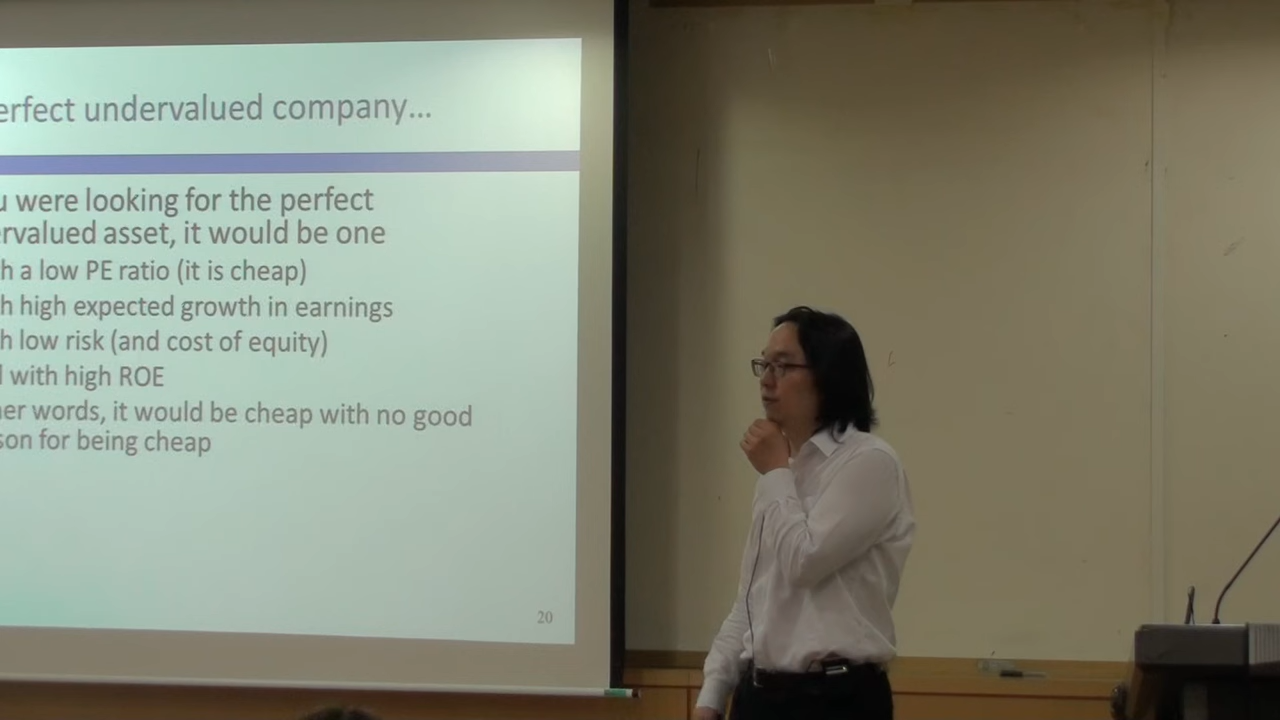 erfect undervalued company...
u were looking for the perfect
rvalued asset, it would be one
h a low PE ratio (it is cheap)
h high expected growth in earnings
h low risk (and cost of equity)
l with high ROE
er words, it would be cheap with no good
son for being cheap
20